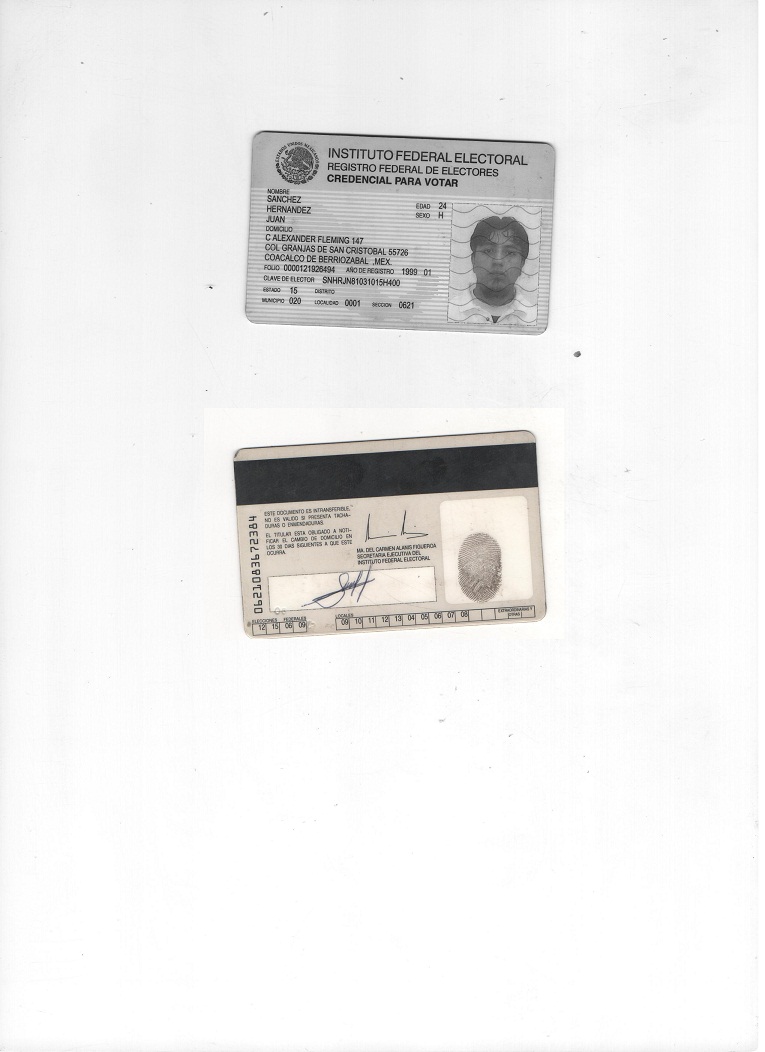 ESTADOS UNIDOS MEXICANOS
INSTITUTO FEDERAL ELECTORAL
REGISTRO FEDERAL DE ELECTORES
CREDENCIAL PARA VOTAR
NOMBRE
SANCHEZ
HERNANDEZ
JUAN
EDAD 24
SEXO H
DOMICILIO
C ALEXANDER FLEMING 147
COL GRANJAS DE SAN CRISTOBAL 55726
COACALCO DE BERRIOZABAL ,MEX.
FOLIO 0000121926494 AÑO DE REGISTRO 1999 01
CLAVE DE ELECTOR SNHRJN81031015H400
ESTADO 15 DISTRITO
MUNICIPIO 020 LOCALIDAD 0001 SECCION 0621
0621083672384
ESTE DOCUMENTO ES INTRANSFERIBLE,
NO ES VALIDO SI PRESENTA TACHA-
DURAS O ENMENDADURAS.
EL TITULAR ESTA OBLIGADO A NOTI-
FICAR EL CAMBIO DE DOMICILIO EN
LOS 30 DIAS SIGUIENTES A QUE ESTE
OCURRA.
MA. DEL CARMEN ALANIS FIGUEROA
SECRETARIA EJECUTIVA DEL
INSTITUTO FEDERAL ELECTORAL
ELECCIONES FEDERALES
12 15 06 09
LOCALES
09 10 11 12 13 04 05 06 07 08
EXTRAORDINARIAS Y
OTRAS